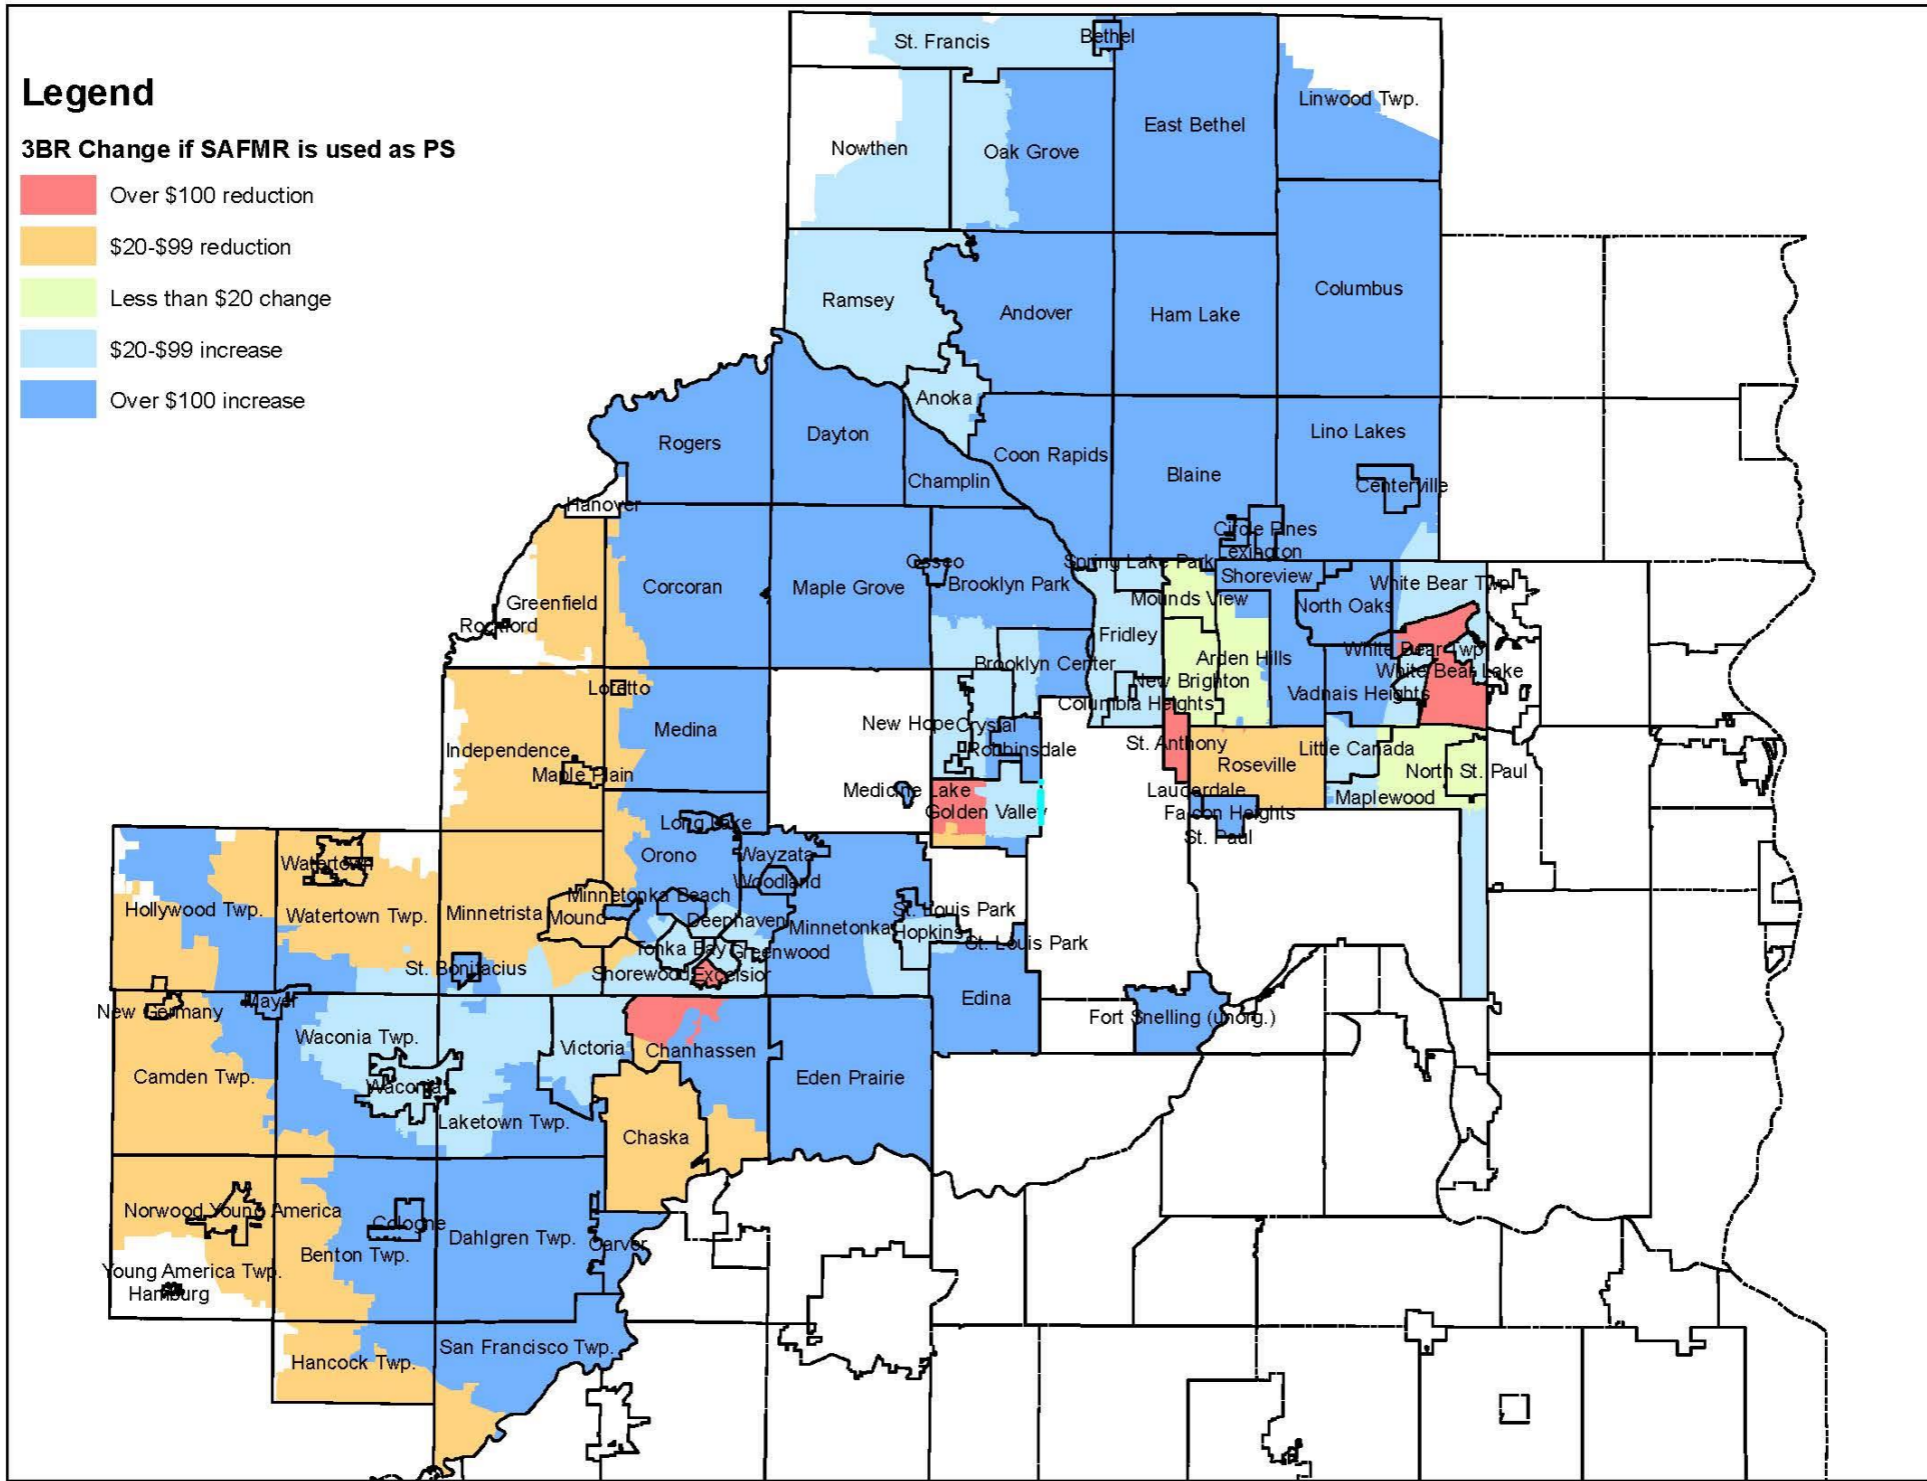 Legend
3BR Change if SAFMR is used as PS
Over $100 reduction
$20-$99 reduction
Less than $20 change
$20-$99 increase
Over $100 increase
St. Francis
Bethel
Linwood Twp.
East Bethel
Nowthen
Oak Grove
Columbus
Ramsey
Andover
Ham Lake
Anoka
Rogers
Dayton
Lino Lakes
Coon Rapids
Champlin
Blaine
Centerville
Hanover
Circle Pines
Lexington
Osseo
Spring Lake Park
Corcoran
Maple Grove
Brooklyn Park
Shoreview
White Bear Twp.
Greenfield
Mounds View
North Oaks
Rockford
Fridley
Brooklyn Center
Arden Hills
White Bear Twp.
White Bear Lake
Loretto
New Brighton
Vadnais Heights
Columbia Heights
Medina
New Hope
Crystal
Robbinsdale
St. Anthony
Little Canada
Independence
Maple Plain
Roseville
North St. Paul
Medicine Lake
Lauderdale
Maplewood
Golden Valley
Falcon Heights
Long Lake
St. Paul
Orono
Wayzata
Watertown
Woodland
Minnetonka Beach
Hollywood Twp.
Watertown Twp.
Minnetrista
Mound
Deephaven
Minnetonka
St. Louis Park
Hopkins
St. Louis Park
Tonka Bay
Greenwood
St. Bonifacius
Shorewood
Excelsior
Mayer
New Germany
Edina
Fort Snelling (unorg.)
Waconia Twp.
Victoria
Chanhassen
Camden Twp.
Waconia
Eden Prairie
Laketown Twp.
Chaska
Norwood Young America
Cologne
Benton Twp.
Dahlgren Twp.
Carver
Young America Twp.
Hamburg
San Francisco Twp.
Hancock Twp.